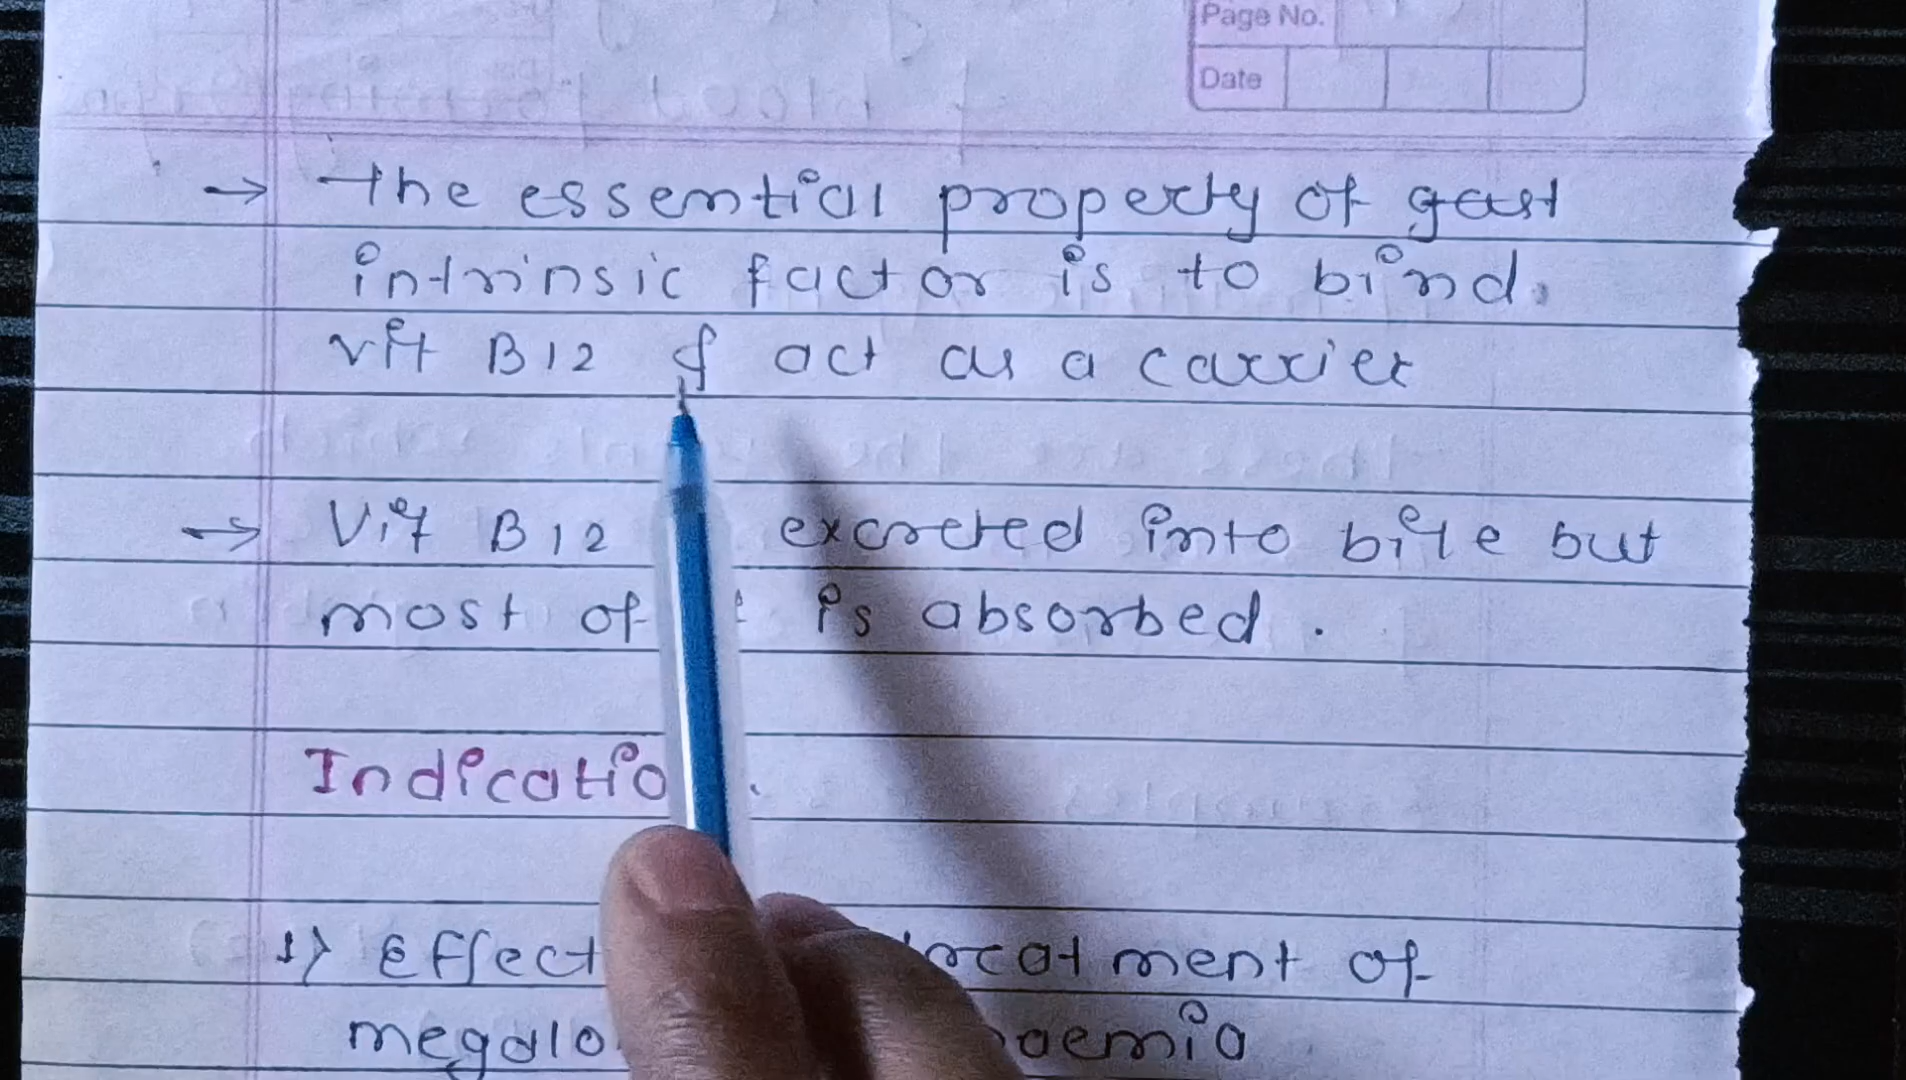 Page No.
Date
→ The essential property of gast
intrinsic factor is to bind.
vit B12 & act as a carrier
→ Vit B12 excreted into bile but
most of is absorbed .
Indicatio .
1) Effect treatment of
megalo aemia